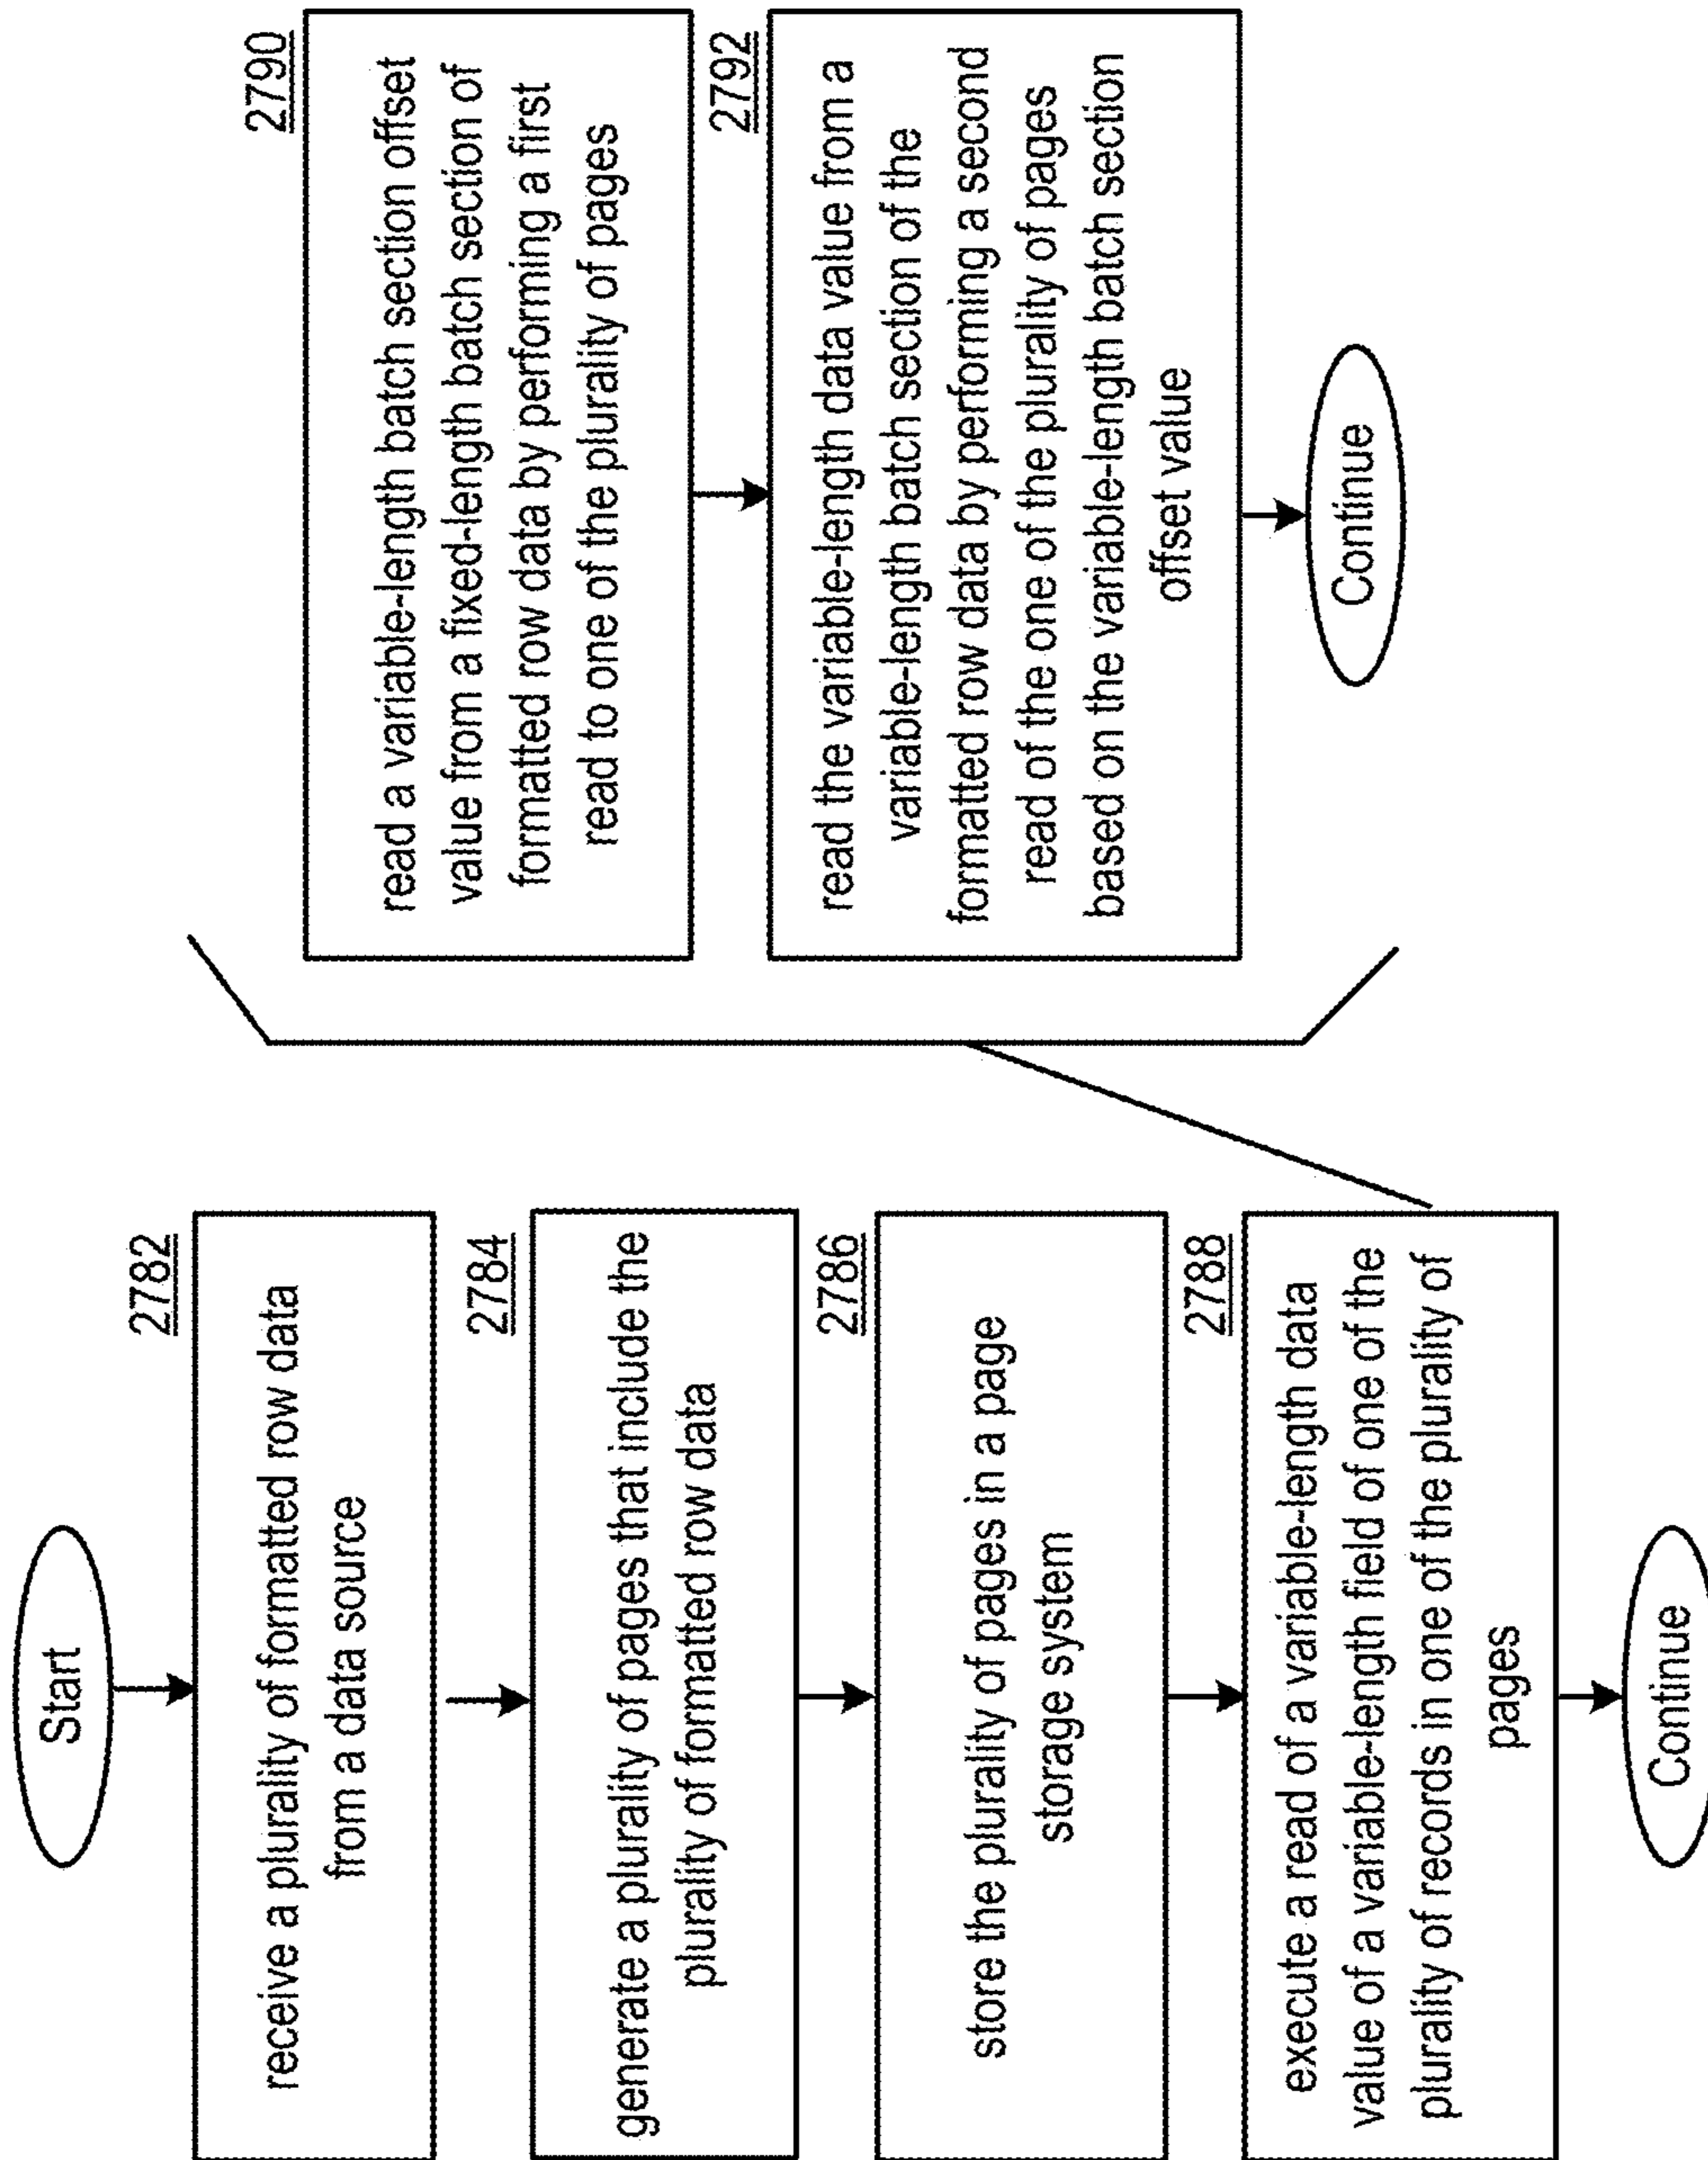 Start
2782
receive a plurality of formatted row data
from a data source
2784
generate a plurality of pages that include the
plurality of formatted row data
2786
store the plurality of pages in a page
storage system
2788
execute a read of a variable-length data
value of a variable-length field of one of the
plurality of records in one of the plurality of
pages
Continue
2790
read a variable-length batch section offset
value from a fixed-length batch section of
formatted row data by performing a first
read to one of the plurality of pages
2792
read the variable-length data value from a
variable-length batch section of the
formatted row data by performing a second
read of the one of the plurality of pages
based on the variable-length batch section
offset value
Continue